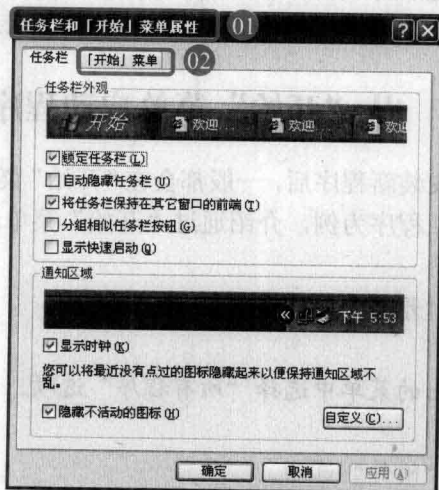 任务栏和「开始」菜单属性 01
任务栏 「开始」菜单 02
任务栏外观
开始 欢迎... 欢迎... 欢迎
锁定任务栏(L)
自动隐藏任务栏(U)
将任务栏保持在其它窗口的前端(T)
分组相似任务栏按钮(G)
显示快速启动(Q)
通知区域
« 下午 5:53
显示时钟(K)
您可以将最近没有点过的图标隐藏起来以便保持通知区域不
乱。
隐藏不活动的图标(H)
自定义(C)...
确定 取消 应用(A)